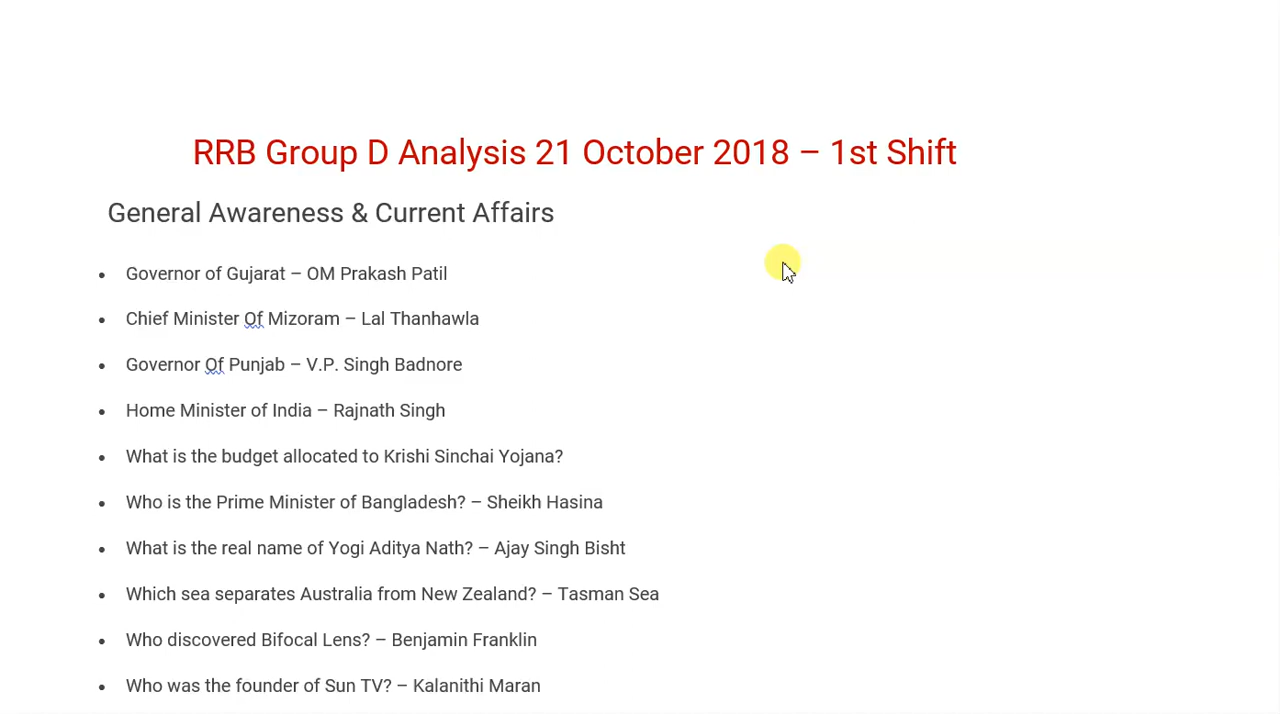 RRB Group D Analysis 21 October 2018 – 1st Shift
General Awareness & Current Affairs
• Governor of Gujarat – OM Prakash Patil
• Chief Minister Of Mizoram – Lal Thanhawla
• Governor Of Punjab – V.P. Singh Badnore
• Home Minister of India – Rajnath Singh
• What is the budget allocated to Krishi Sinchai Yojana?
• Who is the Prime Minister of Bangladesh? – Sheikh Hasina
• What is the real name of Yogi Aditya Nath? – Ajay Singh Bisht
• Which sea separates Australia from New Zealand? – Tasman Sea
• Who discovered Bifocal Lens? – Benjamin Franklin
• Who was the founder of Sun TV? – Kalanithi Maran